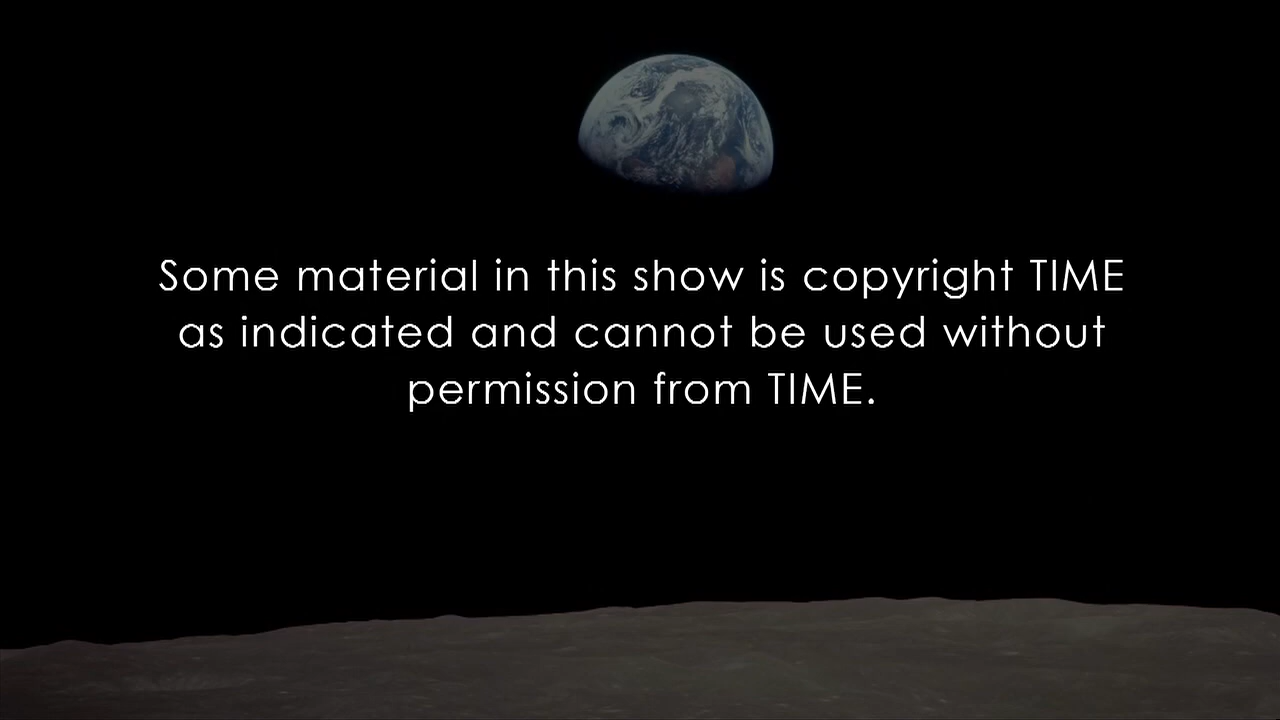 Some material in this show is copyright TIME
as indicated and cannot be used without
permission from TIME.